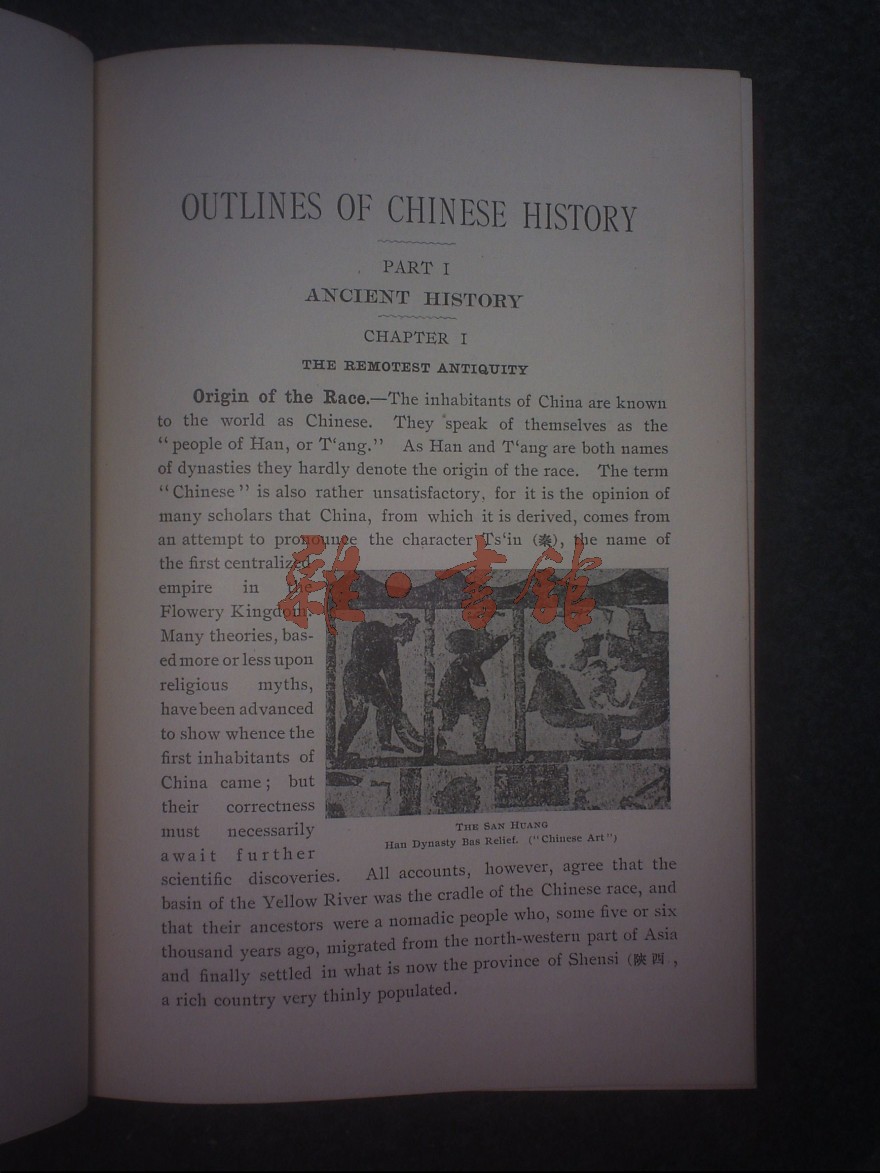 OUTLINES OF CHINESE HISTORY
PART I
ANCIENT HISTORY
CHAPTER I
THE REMOTEST ANTIQUITY
Origin of the Race.—The inhabitants of China are known
to the world as Chinese. They speak of themselves as the
“people of Han, or T‘ang.” As Han and T‘ang are both names
of dynasties they hardly denote the origin of the race. The term
“Chinese” is also rather unsatisfactory, for it is the opinion of
many scholars that China, from which it is derived, comes from
an attempt to pronounce the character Ts‘in (秦), the name of
the first centralized
empire in the
Flowery Kingdom.
Many theories, bas-
ed more or less upon
religious myths,
have been advanced
to show whence the
first inhabitants of
China came; but
their correctness
must necessarily
await further
scientific discoveries. All accounts, however, agree that the
basin of the Yellow River was the cradle of the Chinese race, and
that their ancestors were a nomadic people who, some five or six
thousand years ago, migrated from the north-western part of Asia
and finally settled in what is now the province of Shensi (陝西,
a rich country very thinly populated.
THE SAN HUANG
Han Dynasty Bas Relief. (“Chinese Art”)
雜·書館